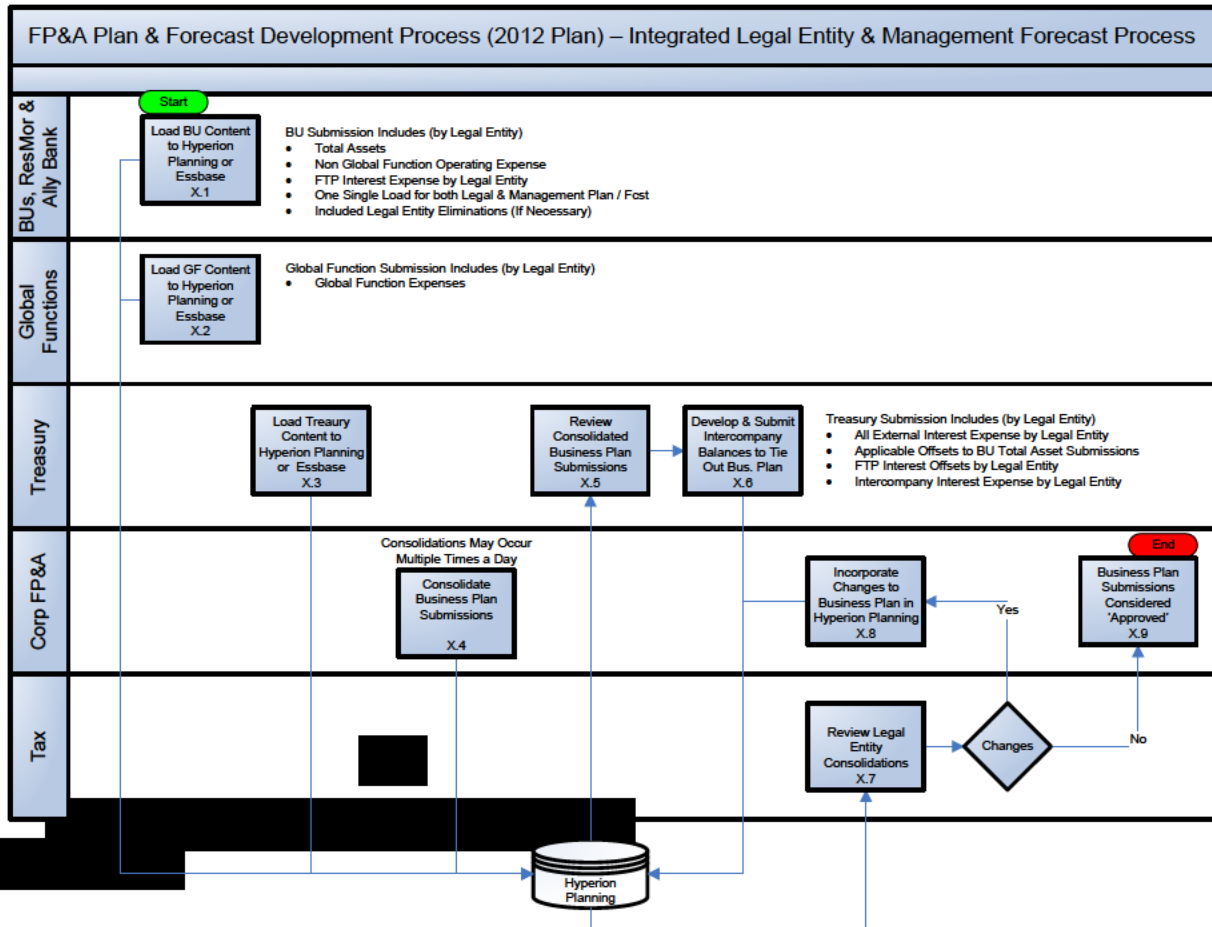 FP&A Plan & Forecast Development Process (2012 Plan) – Integrated Legal Entity & Management Forecast Process
BUs, ResMor &
Ally Bank
Start
Load BU Content
to Hyperion
Planning or
Essbase
X.1
BU Submission Includes (by Legal Entity)
• Total Assets
• Non Global Function Operating Expense
• FTP Interest Expense by Legal Entity
• One Single Load for both Legal & Management Plan / Fcst
• Included Legal Entity Eliminations (If Necessary)
Global
Functions
Load GF Content
to Hyperion
Planning or
Essbase
X.2
Global Function Submission Includes (by Legal Entity)
• Global Function Expenses
Treasury
Load Treaury
Content to
Hyperion Planning
or Essbase
X.3
Review
Consolidated
Business Plan
Submissions
X.5
Develop & Submit
Intercompany
Balances to Tie
Out Bus. Plan
X.6
Treasury Submission Includes (by Legal Entity)
• All External Interest Expense by Legal Entity
• Applicable Offsets to BU Total Asset Submissions
• FTP Interest Offsets by Legal Entity
• Intercompany Interest Expense by Legal Entity
Corp FP&A
Consolidations May Occur
Multiple Times a Day
Consolidate
Business Plan
Submissions
X.4
Incorporate
Changes to
Business Plan in
Hyperion Planning
X.8
Yes
End
Business Plan
Submissions
Considered
'Approved'
X.9
Tax
Review Legal
Entity
Consolidations
X.7
Changes
No
Hyperion
Planning